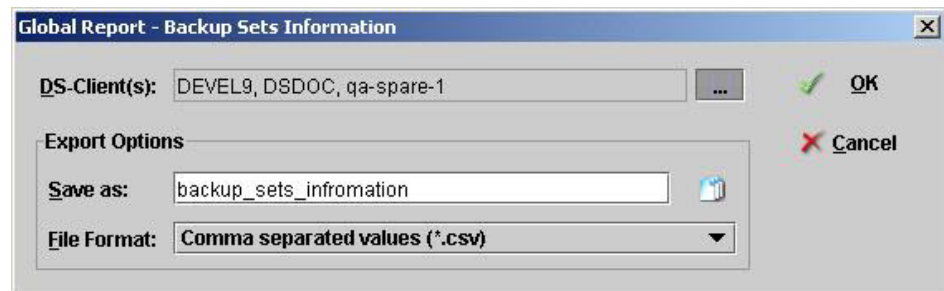 Global Report - Backup Sets Information
DS-Client(s): DEVEL9, DSDOC, qa-spare-1 ...
OK
Export Options
Cancel
Save as: backup_sets_infromation
File Format: Comma separated values (*.csv)